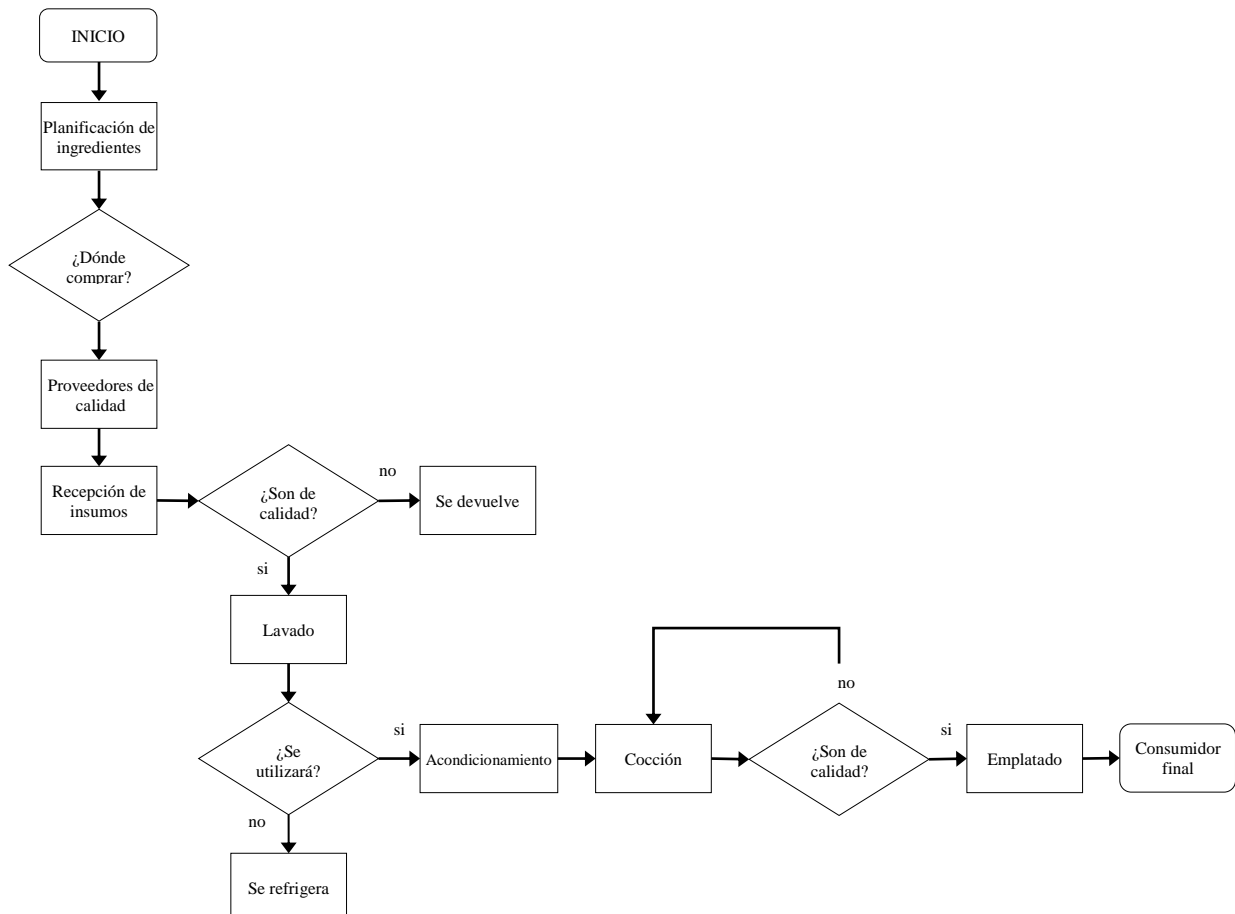 INICIO
Planificación de
ingredientes
¿Dónde
comprar?
Proveedores de
calidad
Recepción de
insumos
¿Son de
calidad?
no
Se devuelve
si
Lavado
¿Se
utilizará?
si
Acondicionamiento
Cocción
no
¿Son de
calidad?
si
Emplatado
Consumidor
final
no
Se refrigera